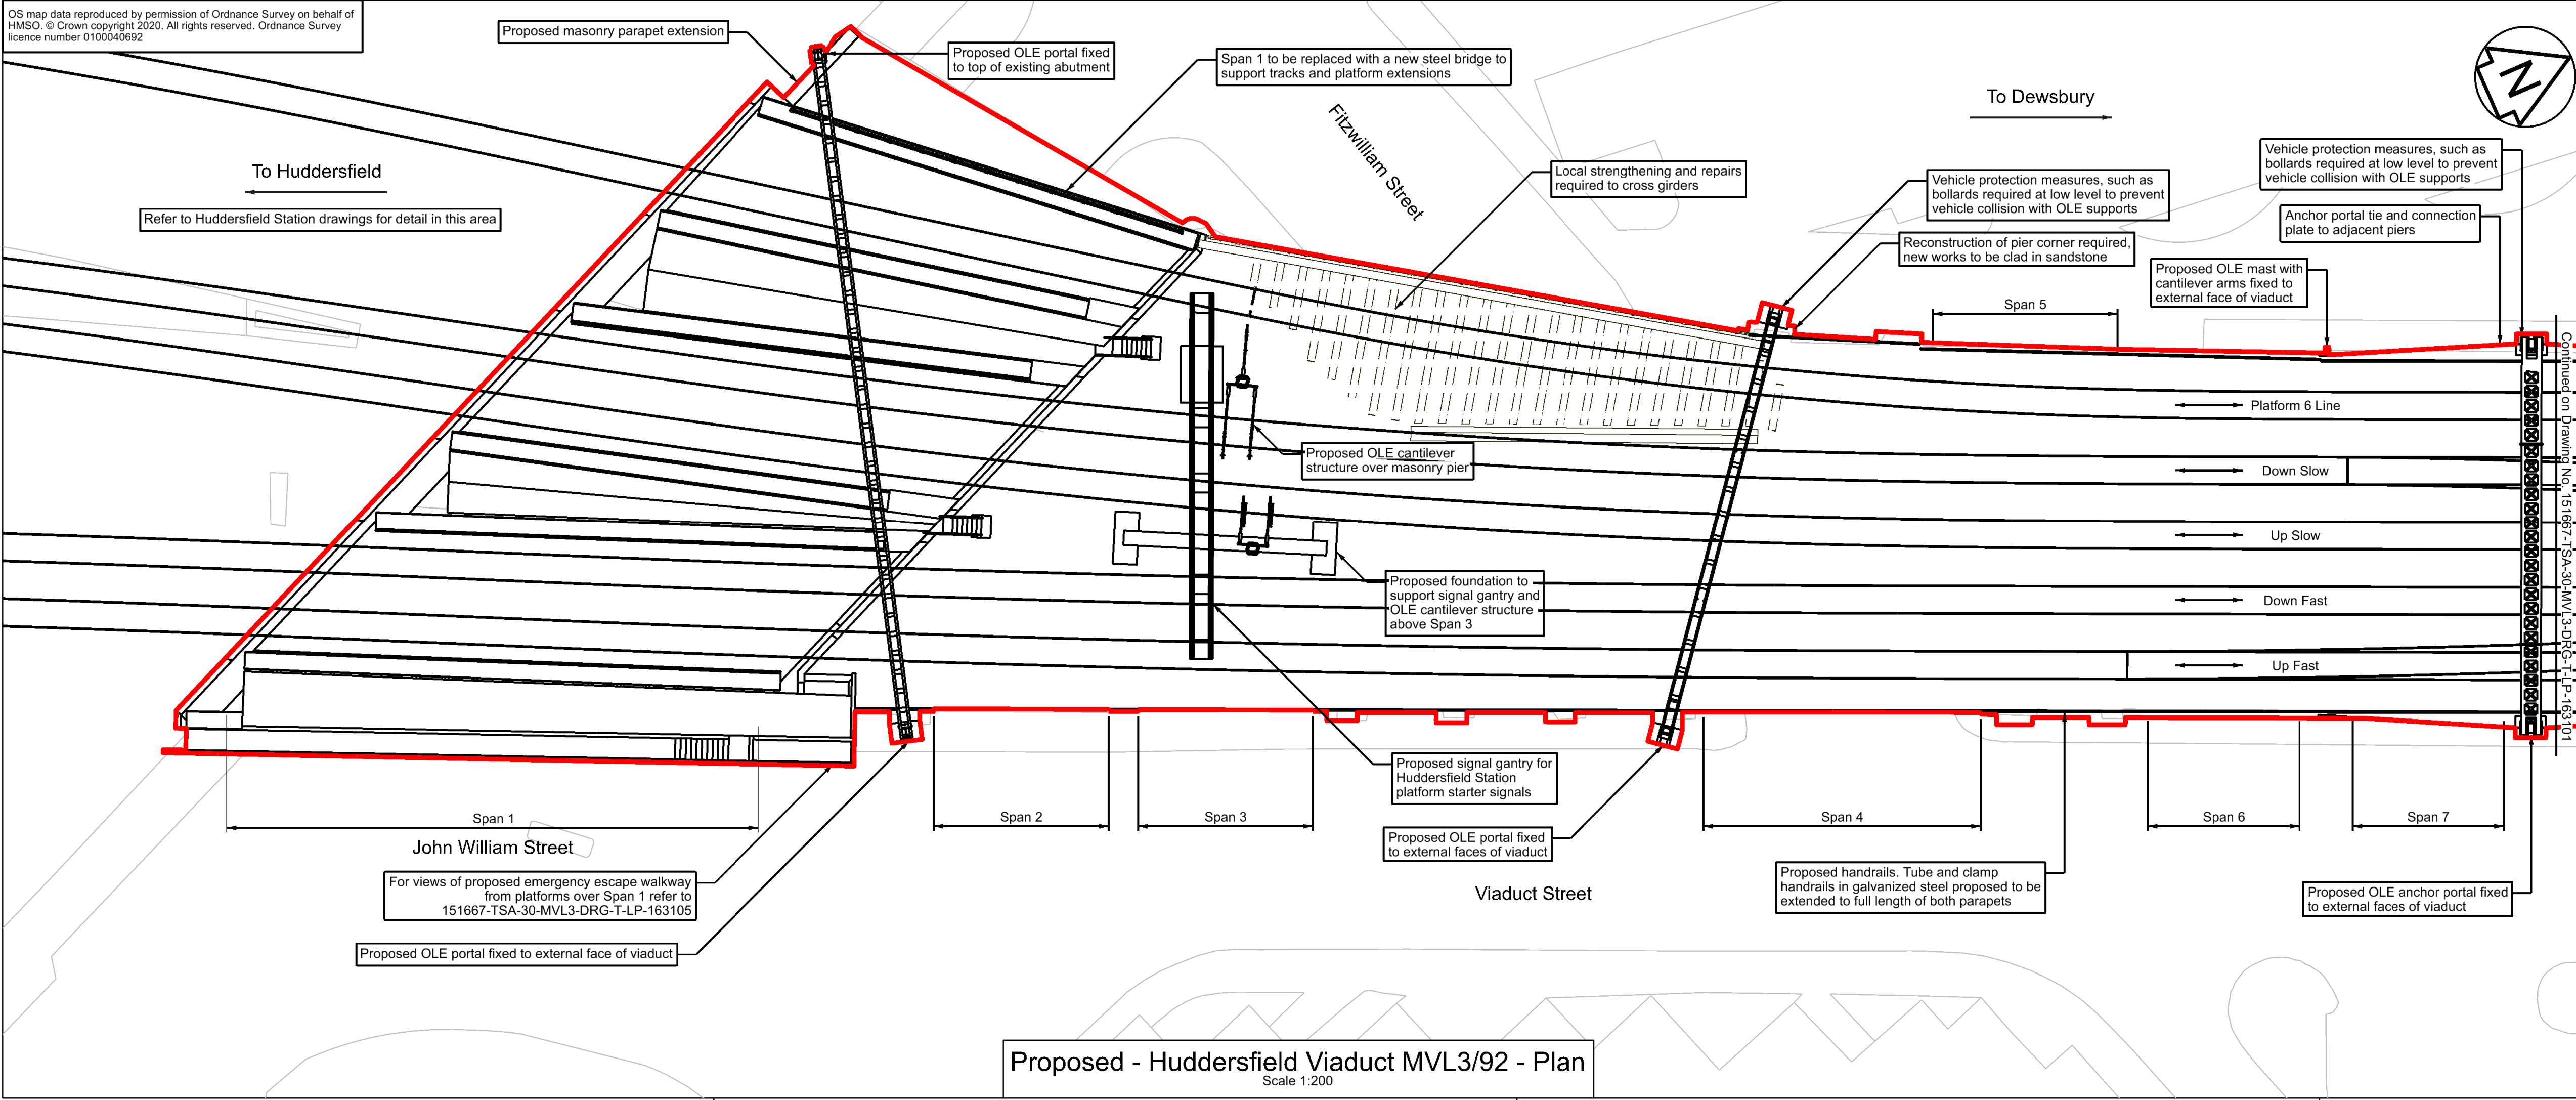 OS map data reproduced by permission of Ordnance Survey on behalf of
HMSO. © Crown copyright 2020. All rights reserved. Ordnance Survey
licence number 0100040692
Proposed masonry parapet extension
Proposed OLE portal fixed
to top of existing abutment
Span 1 to be replaced with a new steel bridge to
support tracks and platform extensions
Fitzwilliam Street
To Dewsbury
N
To Huddersfield
Refer to Huddersfield Station drawings for detail in this area
Local strengthening and repairs
required to cross girders
Vehicle protection measures, such as
bollards required at low level to prevent
vehicle collision with OLE supports
Vehicle protection measures, such as
bollards required at low level to prevent
vehicle collision with OLE supports
Anchor portal tie and connection
plate to adjacent piers
Reconstruction of pier corner required,
new works to be clad in sandstone
Proposed OLE mast with
cantilever arms fixed to
external face of viaduct
Span 5
Continued on Drawing No. 151667-TSA-30-MVL3-DRG-T-LP-163101
Platform 6 Line
Down Slow
Up Slow
Down Fast
Up Fast
Proposed OLE cantilever
structure over masonry pier
Proposed foundation to
support signal gantry and
OLE cantilever structure
above Span 3
Proposed signal gantry for
Huddersfield Station
platform starter signals
Span 1
Span 2
Span 3
Span 4
Span 6
Span 7
John William Street
Proposed OLE portal fixed
to external faces of viaduct
Viaduct Street
For views of proposed emergency escape walkway
from platforms over Span 1 refer to
151667-TSA-30-MVL3-DRG-T-LP-163105
Proposed handrails. Tube and clamp
handrails in galvanized steel proposed to be
extended to full length of both parapets
Proposed OLE anchor portal fixed
to external faces of viaduct
Proposed OLE portal fixed to external face of viaduct
Proposed - Huddersfield Viaduct MVL3/92 - Plan
Scale 1:200